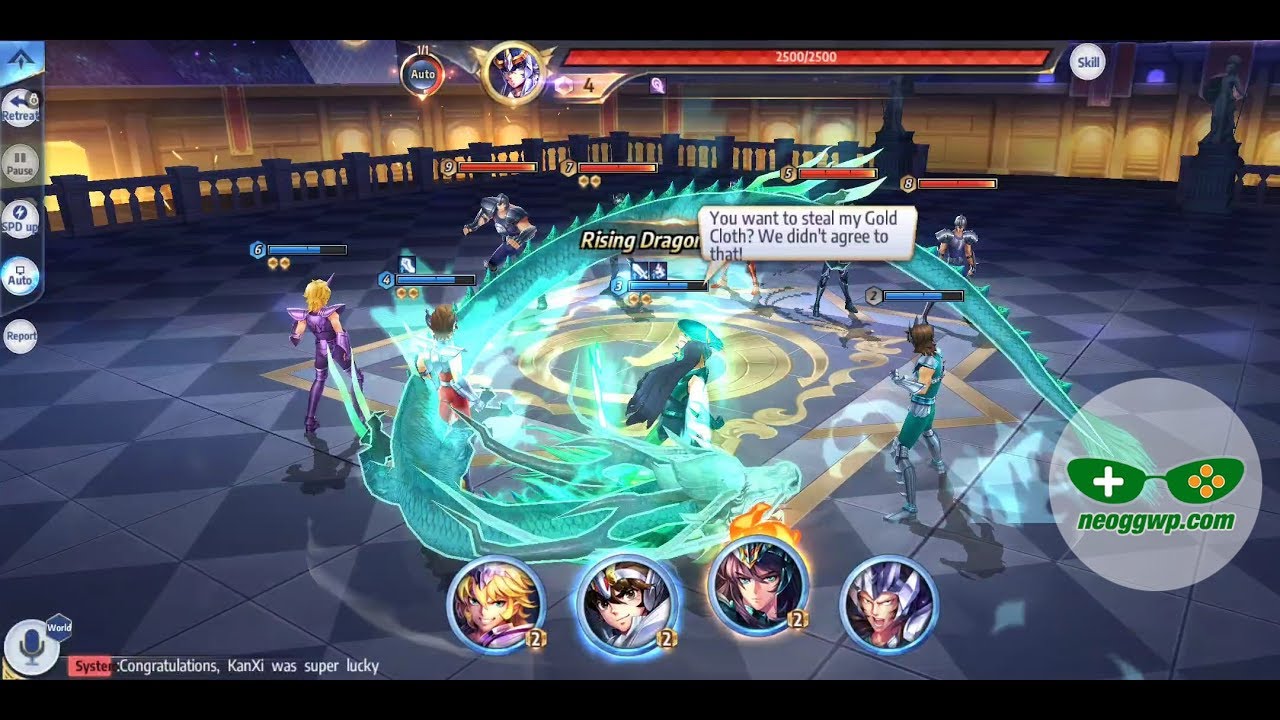 1/1
Auto
2500/2500
Skill
4
Retreat
Pause
SPD up
Auto
Report
9
7
5
8
6
4
3
2
Rising Dragon
You want to steal my Gold
Cloth? We didn't agree to
that!
neoggwp.com
2
2
2
World
System:Congratulations, KanXi was super lucky